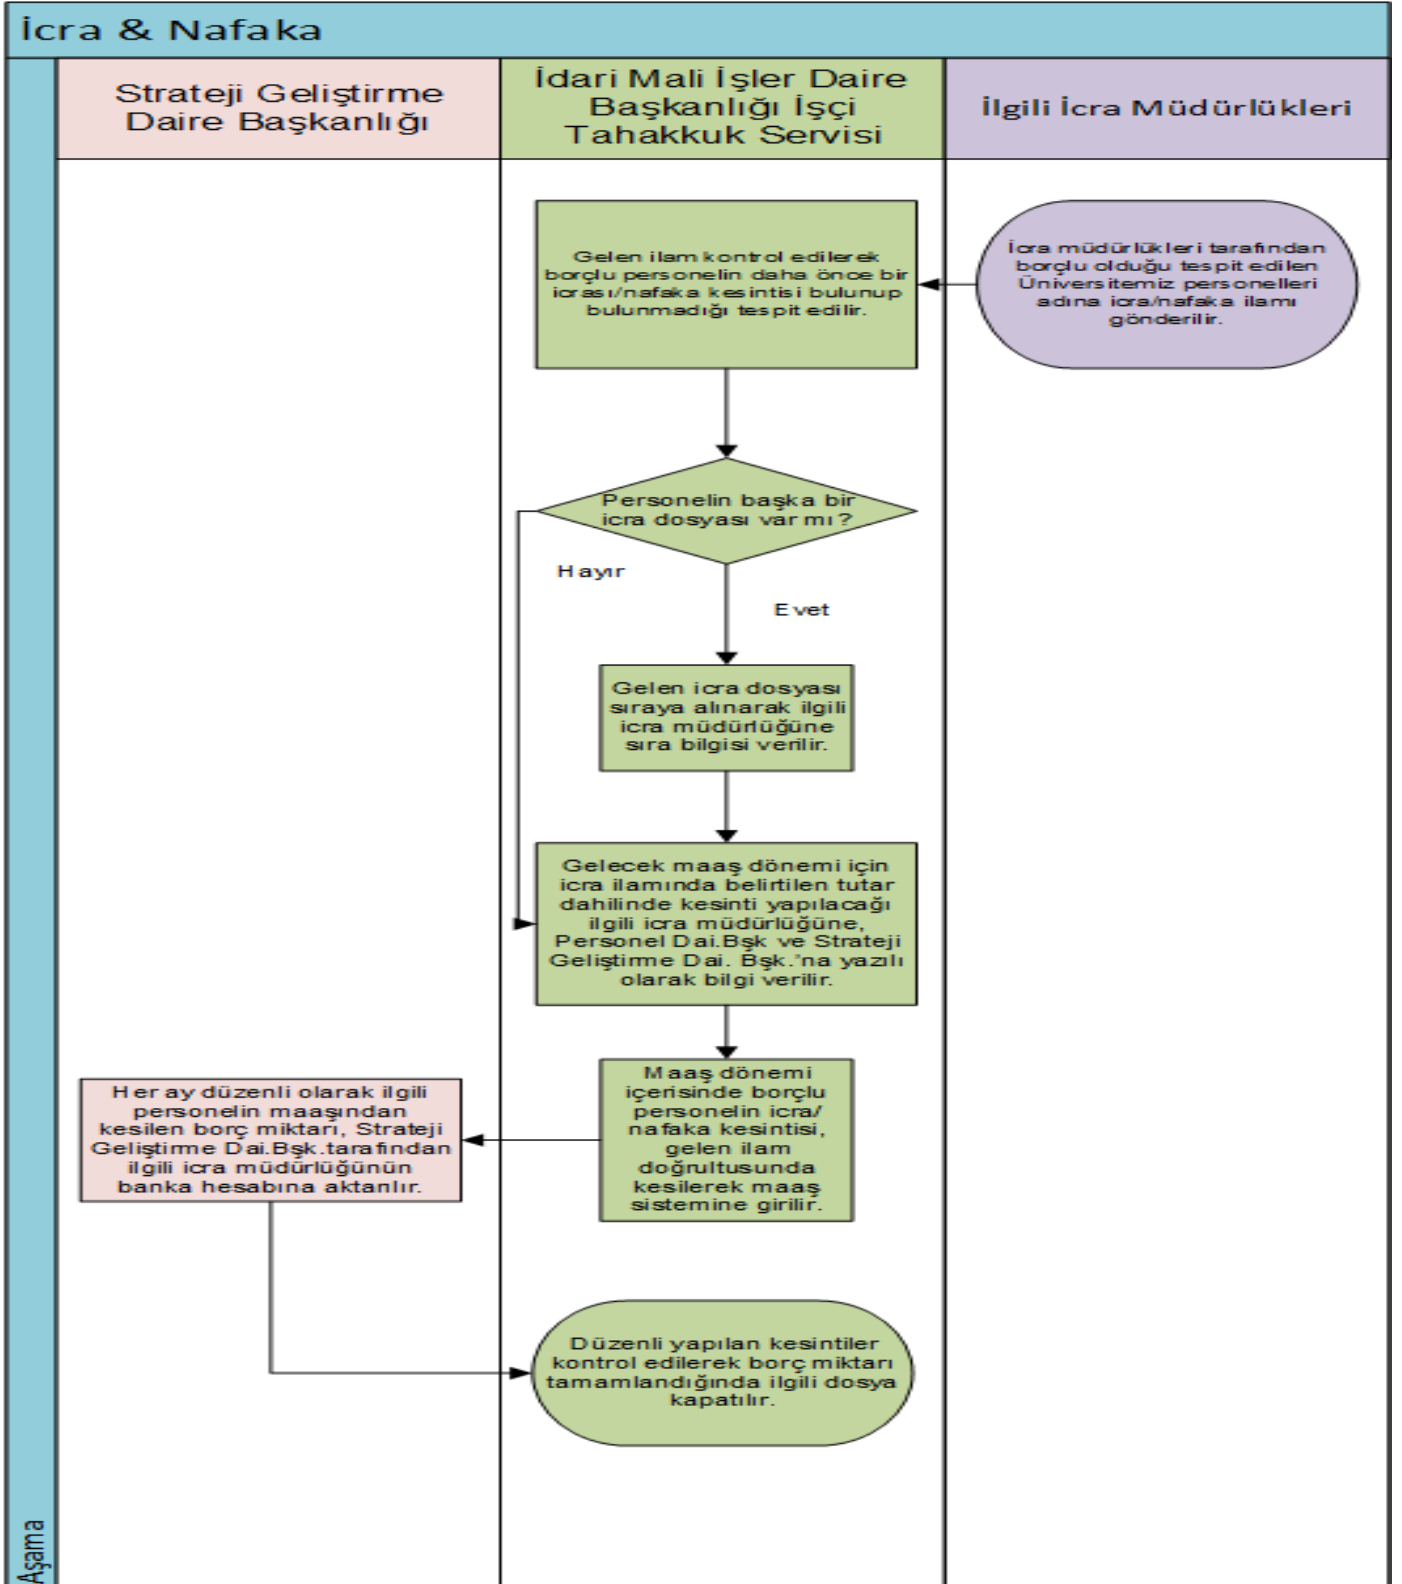 İcra & Nafaka
Strateji Geliştirme
Daire Başkanlığı
İdari Mali İşler Daire
Başkanlığı İşçi
Tahakkuk Servisi
İlgili İcra Müdürlükleri
İcra müdürlükleri tarafından
borçlu olduğu tespit edilen
Üniversitemiz personelleri
adına icra/nafaka ilamı
gönderilir.
Gelen ilam kontrol edilerek
borçlu personelin daha önce bir
icrası/nafaka kesintisi bulunup
bulunmadığı tespit edilir.
Personelin başka bir
icra dosyası var mı?
Hayır
Evet
Gelen icra dosyası
sıraya alınarak ilgili
icra müdürlüğüne
sıra bilgisi verilir.
Gelecek maaş dönemi için
icra ilamında belirtilen tutar
dahilinde kesinti yapılacağı
ilgili icra müdürlüğüne,
Personel Dai.Bşk ve Strateji
Geliştirme Dai. Bşk.'na yazılı
olarak bilgi verilir.
Maaş dönemi
içerisinde borçlu
personelin icra/
nafaka kesintisi,
gelen ilam
doğrultusunda
kesilerek maaş
sistemine girilir.
Her ay düzenli olarak ilgili
personelin maaşından
kesilen borç miktarı, Strateji
Geliştirme Dai.Bşk.tarafından
ilgili icra müdürlüğünün
banka hesabına aktarılır.
Düzenli yapılan kesintiler
kontrol edilerek borç miktarı
tamamlandığında ilgili dosya
kapatılır.
Aşama